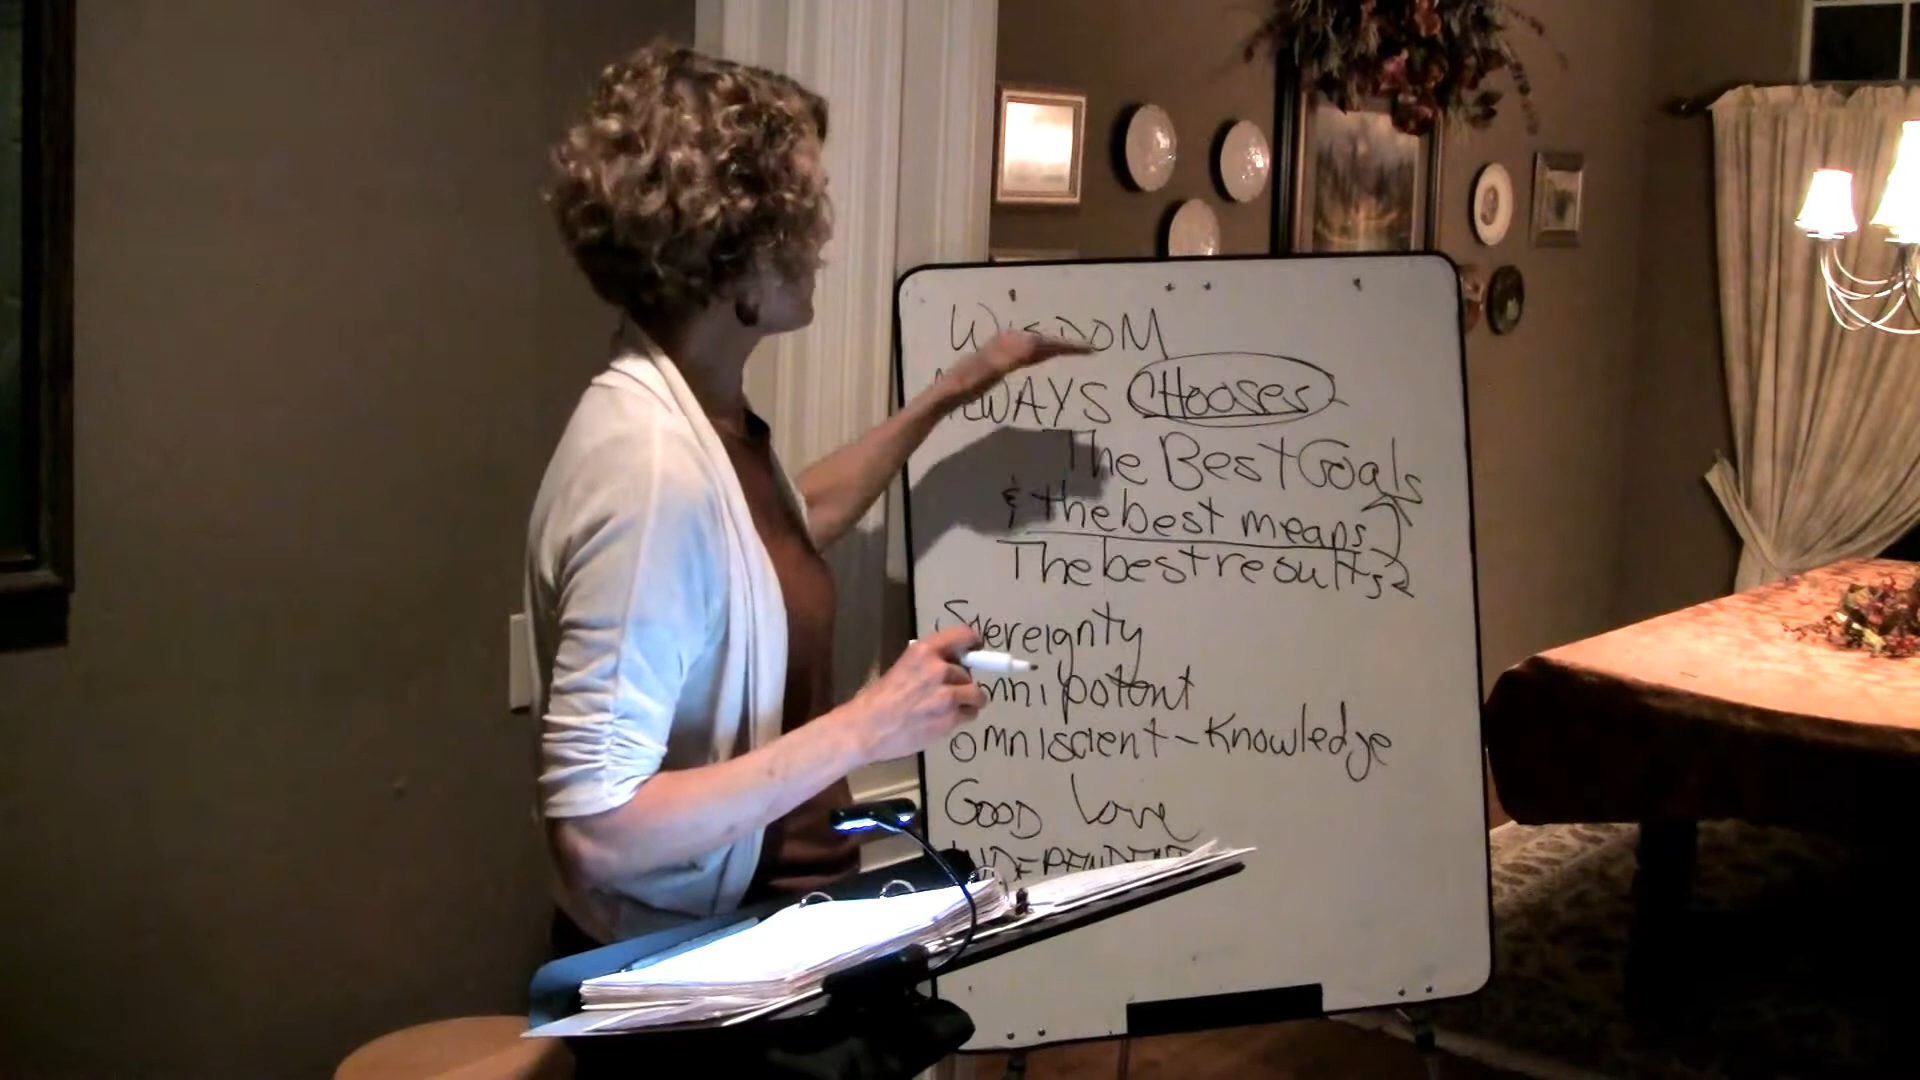 WISDOM
ALWAYS CHOOSES
The Best Goals
& the best means
The best results
Sovereignty
omnipotent
omniscient - Knowledge
GOOD Love